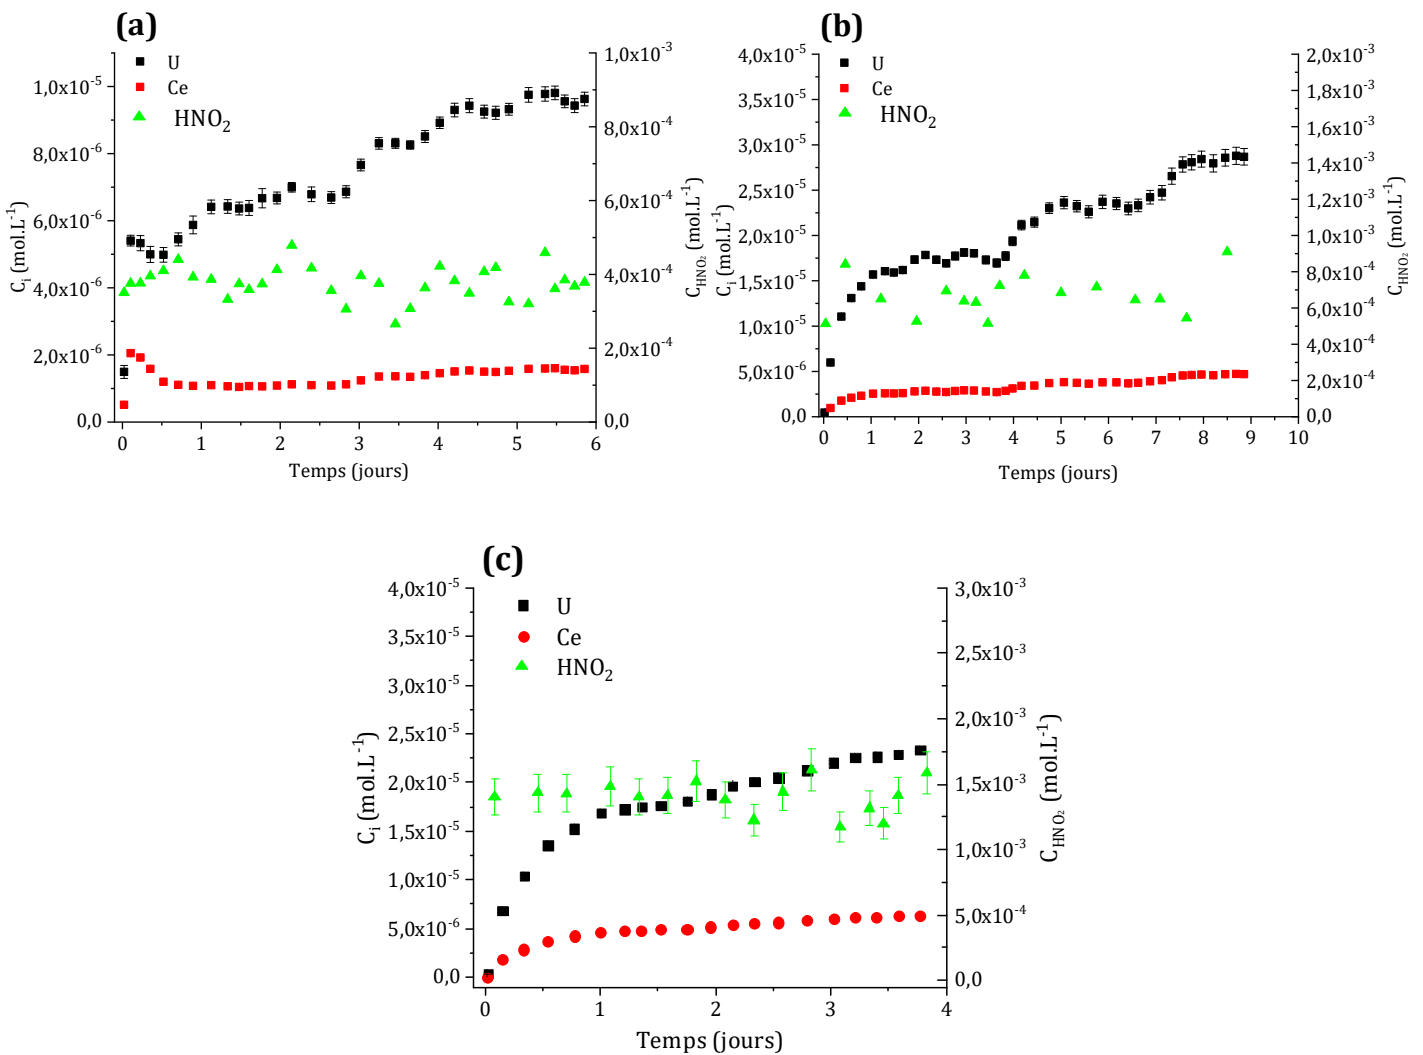 (a)
U
Ce
HNO₂
1,0x10⁻⁵
8,0x10⁻⁶
6,0x10⁻⁶
4,0x10⁻⁶
2,0x10⁻⁶
0,0
Cᵢ (mol.L⁻¹)
1,0x10⁻³
8,0x10⁻⁴
6,0x10⁻⁴
4,0x10⁻⁴
2,0x10⁻⁴
0,0
C_HNO₂ (mol.L⁻¹)
0 1 2 3 4 5 6
Temps (jours)
(b)
U
Ce
HNO₂
4,0x10⁻⁵
3,5x10⁻⁵
3,0x10⁻⁵
2,5x10⁻⁵
2,0x10⁻⁵
1,5x10⁻⁵
1,0x10⁻⁵
5,0x10⁻⁶
0,0
Cᵢ (mol.L⁻¹)
2,0x10⁻³
1,8x10⁻³
1,6x10⁻³
1,4x10⁻³
1,2x10⁻³
1,0x10⁻³
8,0x10⁻⁴
6,0x10⁻⁴
4,0x10⁻⁴
2,0x10⁻⁴
0,0
C_HNO₂ (mol.L⁻¹)
0 1 2 3 4 5 6 7 8 9 10
Temps (jours)
(c)
U
Ce
HNO₂
4,0x10⁻⁵
3,5x10⁻⁵
3,0x10⁻⁵
2,5x10⁻⁵
2,0x10⁻⁵
1,5x10⁻⁵
1,0x10⁻⁵
5,0x10⁻⁶
0,0
Cᵢ (mol.L⁻¹)
3,0x10⁻³
2,5x10⁻³
2,0x10⁻³
1,5x10⁻³
1,0x10⁻³
5,0x10⁻⁴
0,0
C_HNO₂ (mol.L⁻¹)
0 1 2 3 4
Temps (jours)